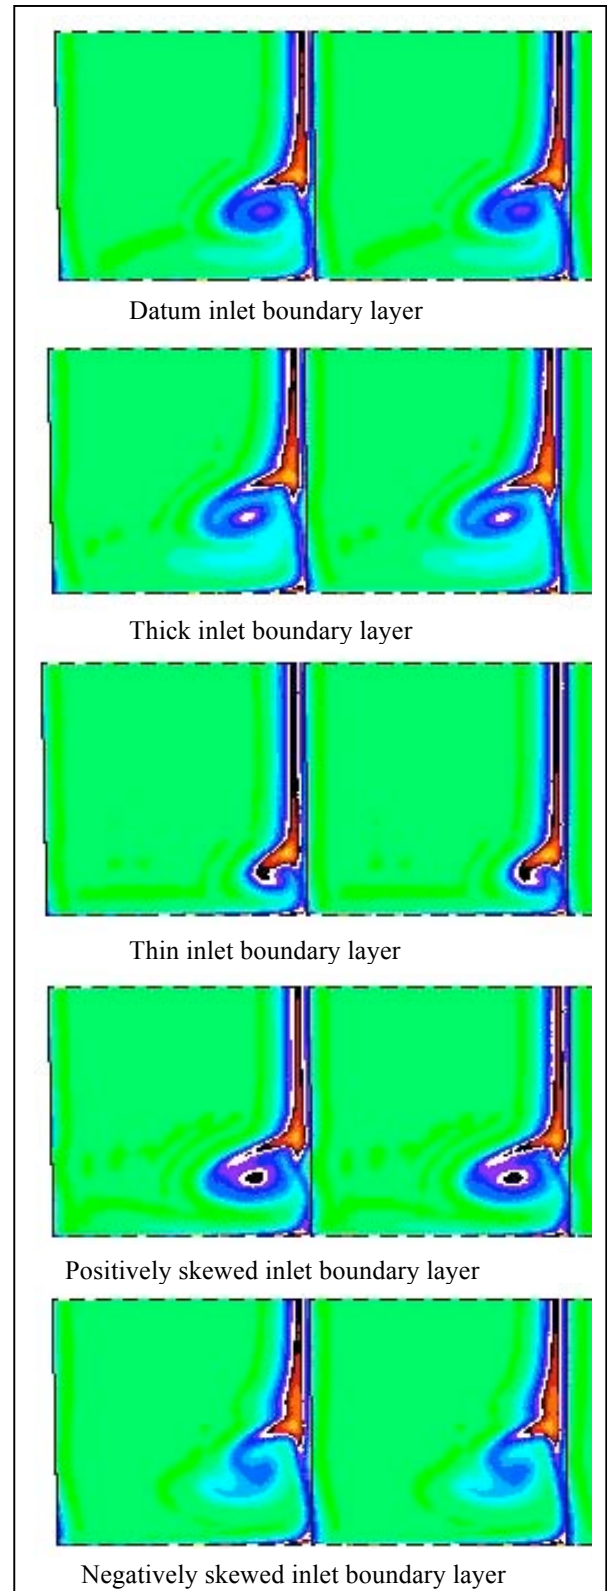 Datum inlet boundary layer
Thick inlet boundary layer
Thin inlet boundary layer
Positively skewed inlet boundary layer
Negatively skewed inlet boundary layer